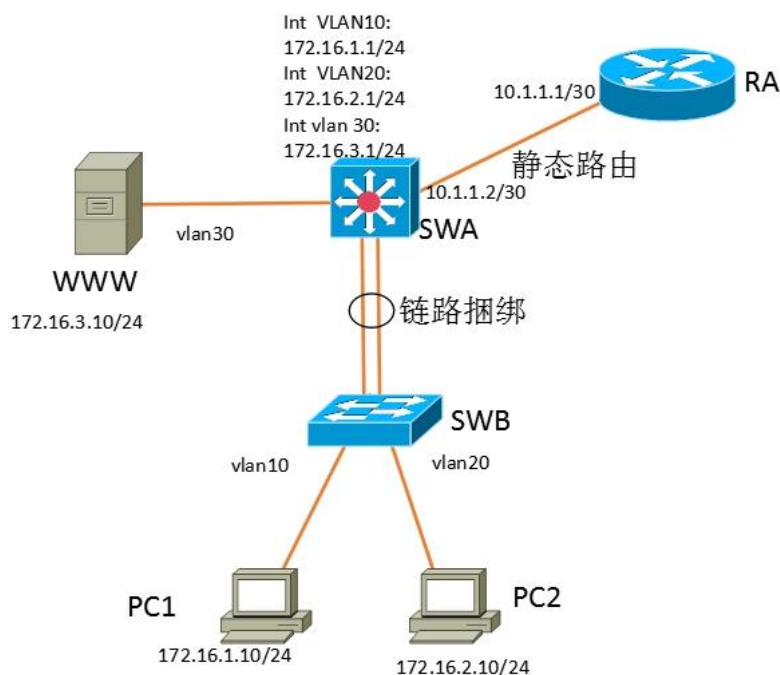 Int VLAN10:
172.16.1.1/24
Int VLAN20:
172.16.2.1/24
Int vlan 30:
172.16.3.1/24
RA
10.1.1.1/30
静态路由
10.1.1.2/30
SWA
vlan30
WWW
172.16.3.10/24
链路捆绑
SWB
vlan10
vlan20
PC1
172.16.1.10/24
PC2
172.16.2.10/24